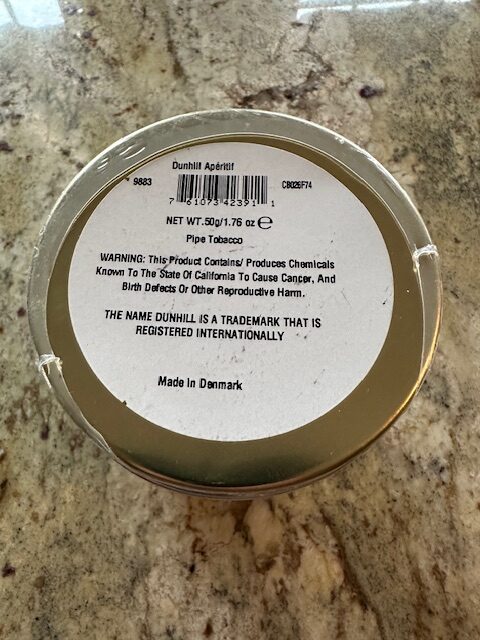 Dunhill Apéritif
* 9883
CB026F74
7 61073 42391 1
NET WT.50g/1.76 oz ℮
Pipe Tobacco
WARNING: This Product Contains/ Produces Chemicals
Known To The State Of California To Cause Cancer, And
Birth Defects Or Other Reproductive Harm.
THE NAME DUNHILL IS A TRADEMARK THAT IS
REGISTERED INTERNATIONALLY
Made In Denmark